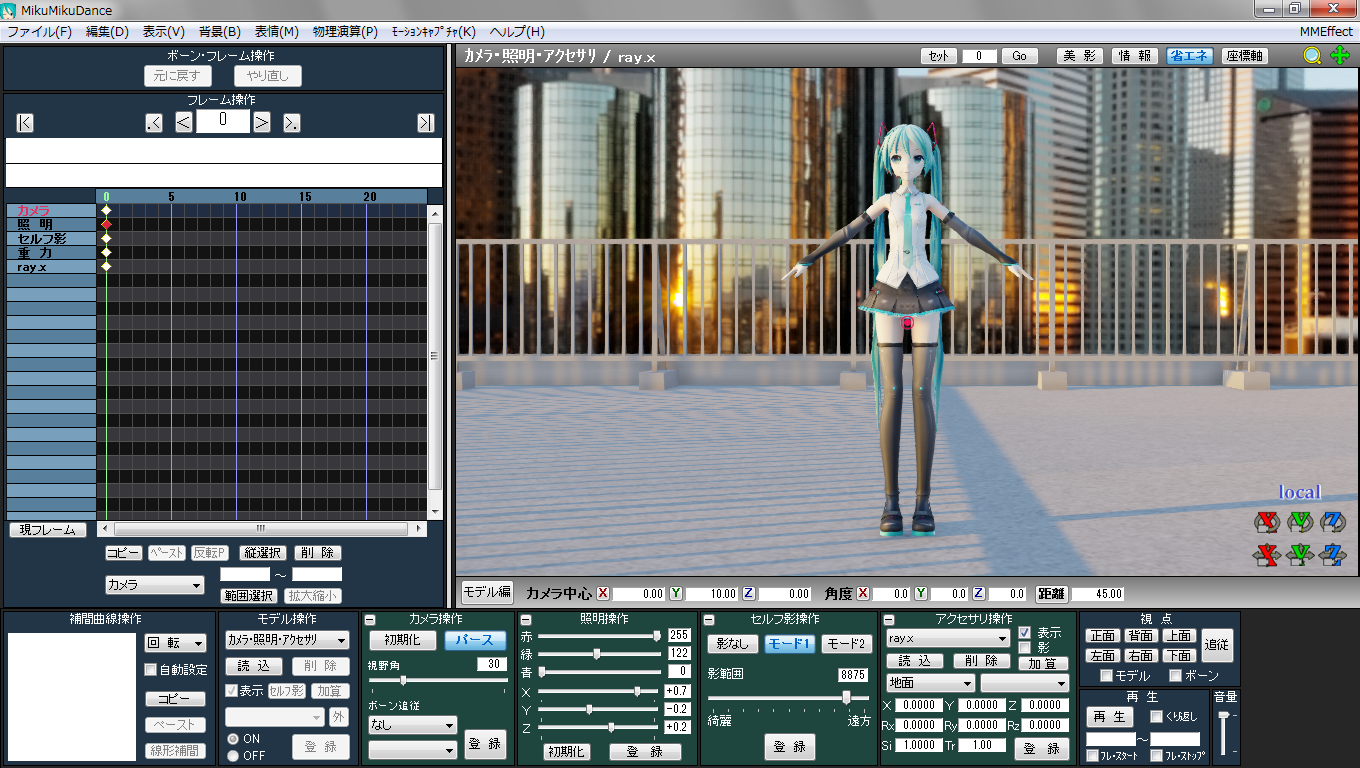 MikuMikuDance
ファイル(F) 編集(D) 表示(V) 背景(B) 表情(M) 物理演算(P) ﾓｰｼｮﾝｷｬﾌﾟﾁｬ(K) ヘルプ(H) MMEffect
ボーン・フレーム操作
元に戻す やり直し
フレーム操作
.< < 0 > >.
カメラ・照明・アクセサリ / ray.x ｾｯﾄ 0 Go 美 影 情 報 省エネ 座標軸
0 5 10 15 20
カメラ
照 明
セルフ影
重 力
ray.x
現フレーム
コピー ﾍﾟｰｽﾄ 反転P 縦選択 削 除
カメラ ～
範囲選択 拡大縮小
local
X Y Z
X Y Z
モデル編 カメラ中心 X 0.00 Y 10.00 Z 0.00 角度 X 0.0 Y 0.0 Z 0.0 距離 45.00
補間曲線操作
回 転
自動設定
コピー
ペースト
線形補間
モデル操作
ｶﾒﾗ・照明・ｱｸｾｻﾘ
読 込 削 除
表示 ｾﾙﾌ影 加算
外
ON
OFF
登 録
カメラ操作
初期化 パース
視野角 30
ボーン追従
なし
登 録
照明操作
赤 255
緑 122
青 0
X +0.7
Y -0.2
Z +0.2
初期化 登 録
セルフ影操作
影なし モード1 モード2
影範囲 8875
綺麗 遠方
登 録
アクセサリ操作
ray.x 表示
影
読 込 削 除 加 算
地面
X 0.0000 Y 0.0000 Z 0.0000
Rx 0.0000 Ry 0.0000 Rz 0.0000
Si 1.0000 Tr 1.00 登 録
視 点
正面 背面 上面
左面 右面 下面
追従
モデル ボーン
再 生
再 生 くり返し
～
ﾌﾚ･ｽﾀｰﾄ ﾌﾚ･ｽﾄｯﾌﾟ
音量